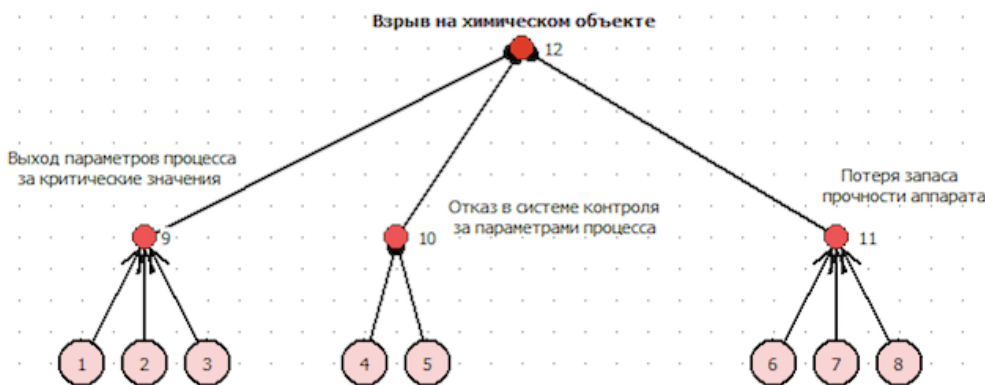 Взрыв на химическом объекте
12
Выход параметров процесса
за критические значения
Потеря запаса
прочности аппарата
Отказ в системе контроля
за параметрами процесса
9
10
11
1
2
3
4
5
6
7
8